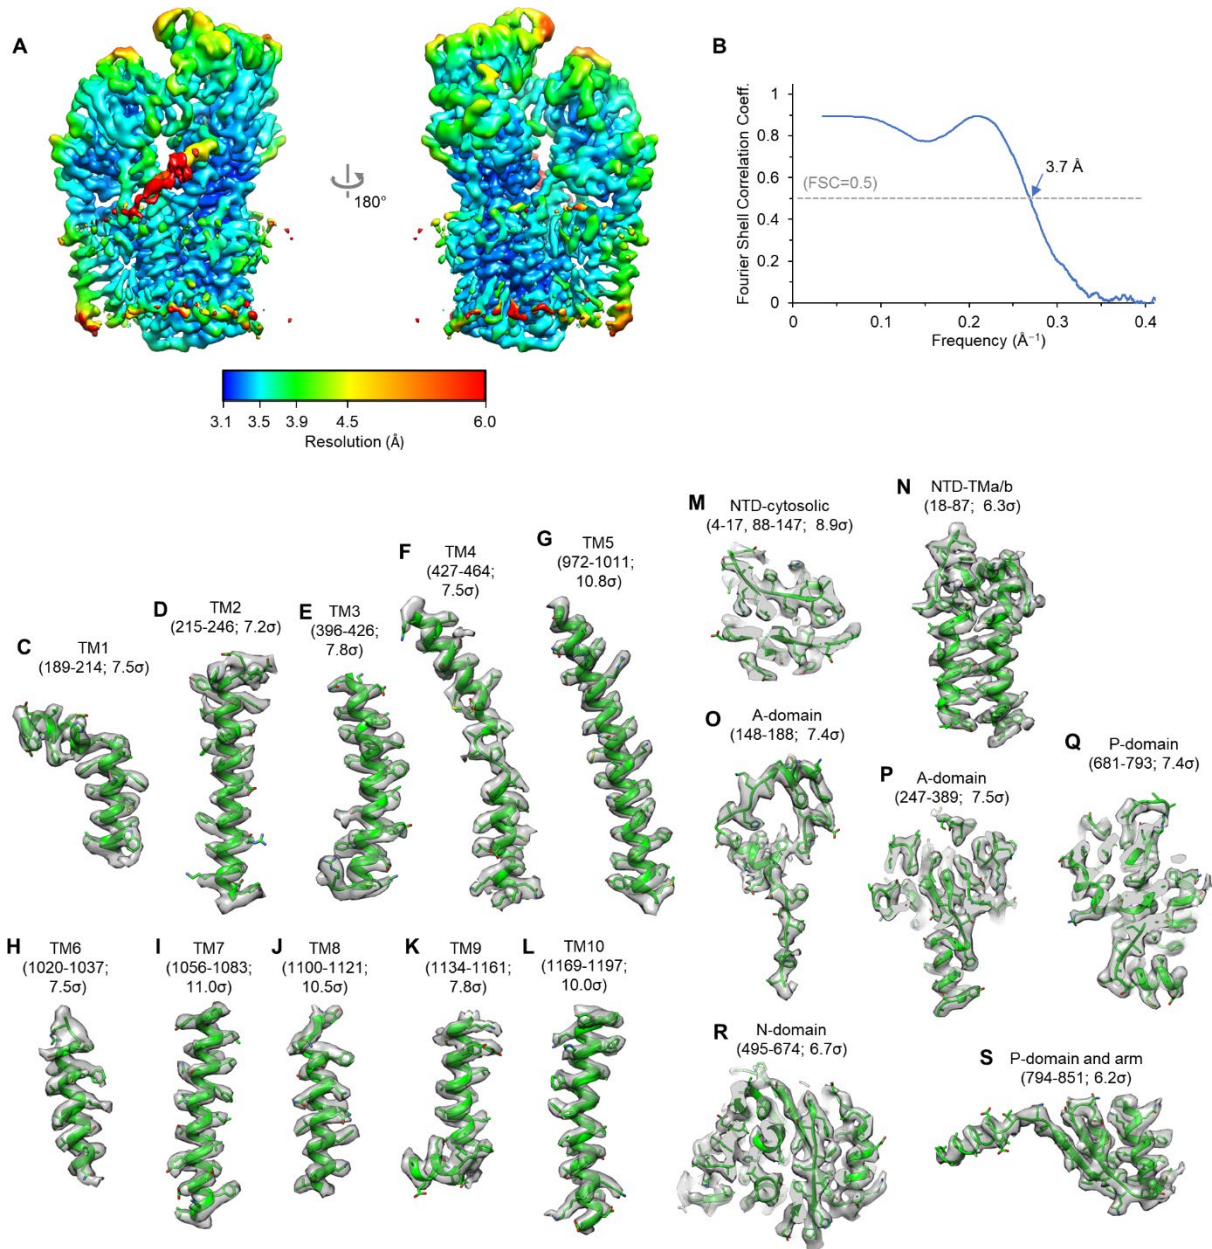 A
180°
3.1 3.5 3.9 4.5 6.0
Resolution (Å)
B
Fourier Shell Correlation Coeff.
1
0.8
0.6
0.4
0.2
0
(FSC=0.5)
3.7 Å
0 0.1 0.2 0.3 0.4
Frequency (Å⁻¹)
C
TM1
(189-214; 7.5σ)
D
TM2
(215-246; 7.2σ)
E
TM3
(396-426;
7.8σ)
F
TM4
(427-464;
7.5σ)
G
TM5
(972-1011;
10.8σ)
H
TM6
(1020-1037;
7.5σ)
I
TM7
(1056-1083;
11.0σ)
J
TM8
(1100-1121;
10.5σ)
K
TM9
(1134-1161;
7.8σ)
L
TM10
(1169-1197;
10.0σ)
M
NTD-cytosolic
(4-17, 88-147; 8.9σ)
N
NTD-TMa/b
(18-87; 6.3σ)
O
A-domain
(148-188; 7.4σ)
P
A-domain
(247-389; 7.5σ)
Q
P-domain
(681-793; 7.4σ)
R
N-domain
(495-674; 6.7σ)
S
P-domain and arm
(794-851; 6.2σ)